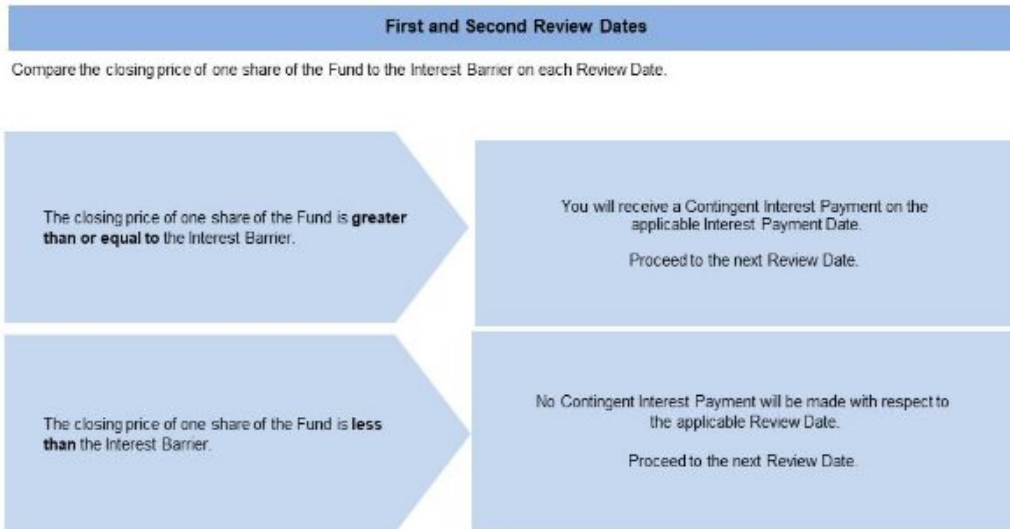 First and Second Review Dates
Compare the closing price of one share of the Fund to the Interest Barrier on each Review Date.
The closing price of one share of the Fund is greater
than or equal to the Interest Barrier.
You will receive a Contingent Interest Payment on the
applicable Interest Payment Date.
Proceed to the next Review Date.
The closing price of one share of the Fund is less
than the Interest Barrier.
No Contingent Interest Payment will be made with respect to
the applicable Review Date.
Proceed to the next Review Date.